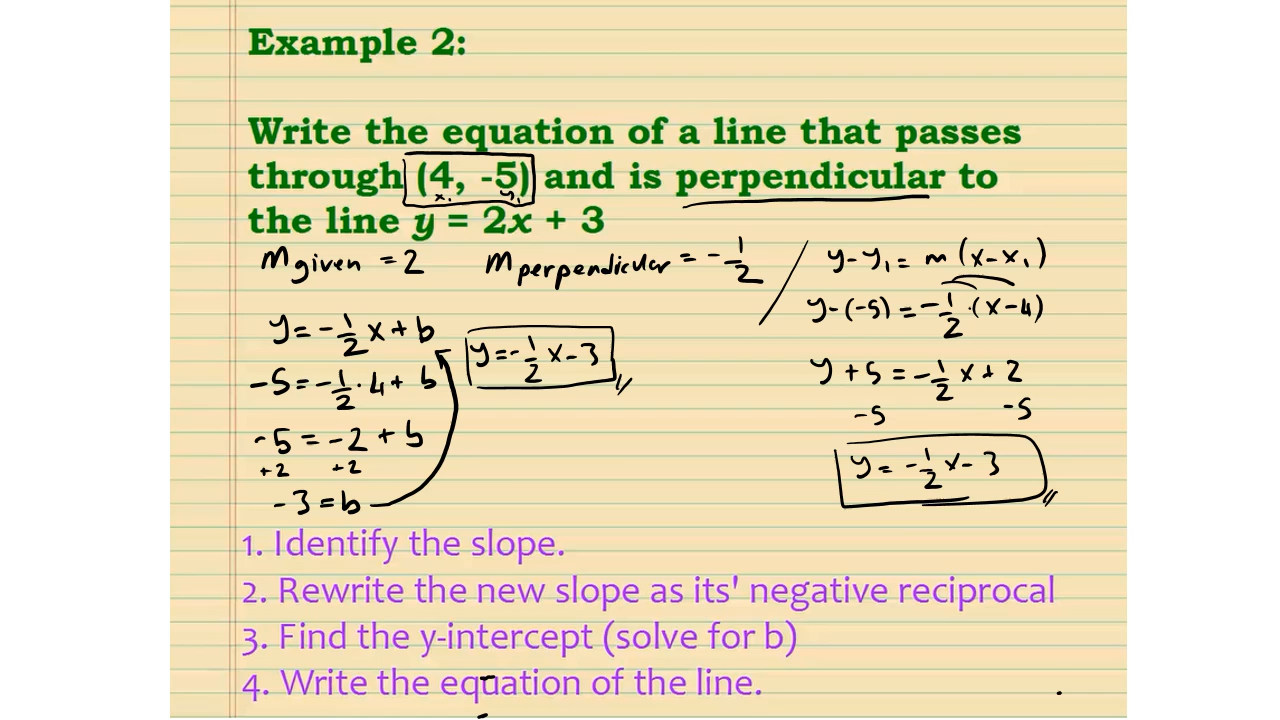 Example 2:
Write the equation of a line that passes
through (4, -5) and is perpendicular to
x₁ y₁
the line y = 2x + 3
m given = 2
m perpendicular = -1/2
y = -1/2 x + b
-5 = -1/2 · 4 + b
-5 = -2 + b
+2 +2
-3 = b
y = -1/2 x - 3
y - y₁ = m (x - x₁)
y - (-5) = -1/2 · (x - 4)
y + 5 = -1/2 x + 2
-5 -5
y = -1/2 x - 3
1. Identify the slope.
2. Rewrite the new slope as its' negative reciprocal
3. Find the y-intercept (solve for b)
4. Write the equation of the line.